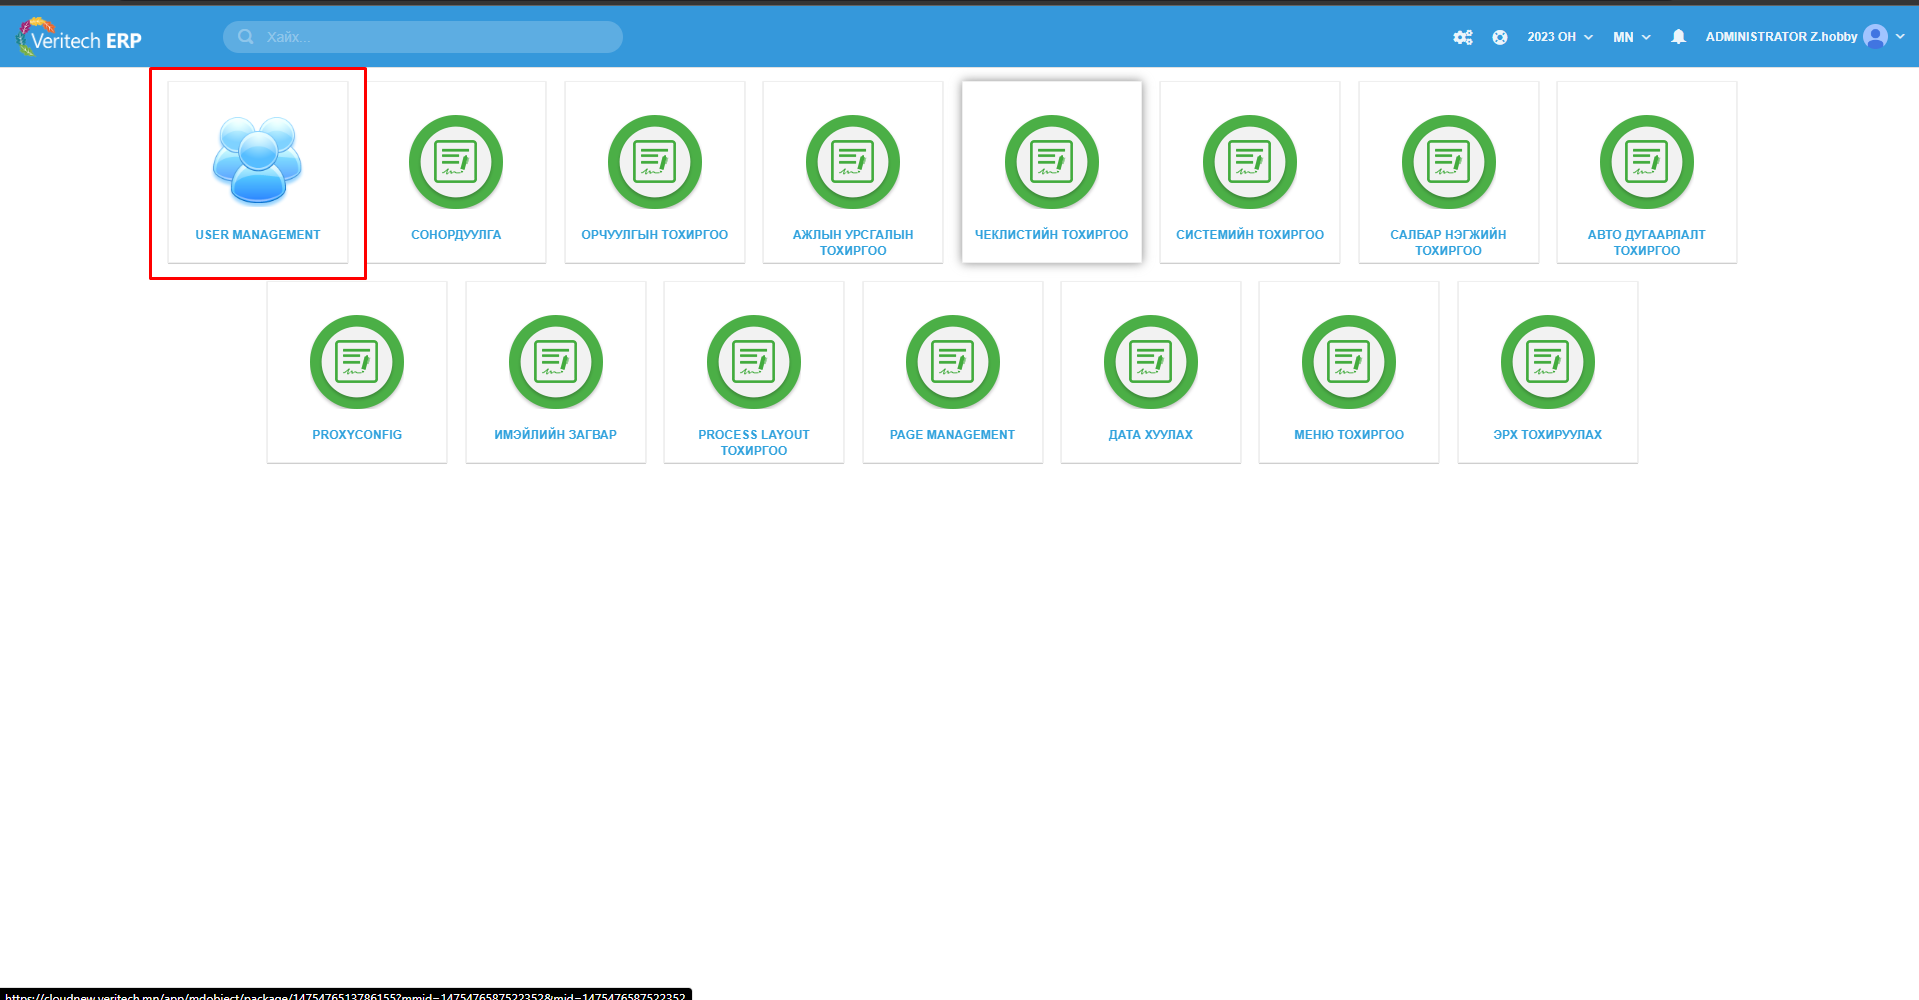 Veritech ERP
Хайх...
2023 ОН
MN
ADMINISTRATOR Z.hobby
USER MANAGEMENT
СОНОРДУУЛГА
ОРЧУУЛГЫН ТОХИРГОО
АЖЛЫН УРСГАЛЫН
ТОХИРГОО
ЧЕКЛИСТИЙН ТОХИРГОО
СИСТЕМИЙН ТОХИРГОО
САЛБАР НЭГЖИЙН
ТОХИРГОО
АВТО ДУГААРЛАЛТ
ТОХИРГОО
PROXYCONFIG
ИМЭЙЛИЙН ЗАГВАР
PROCESS LAYOUT
ТОХИРГОО
PAGE MANAGEMENT
ДАТА ХУУЛАХ
МЕНЮ ТОХИРГОО
ЭРХ ТОХИРУУЛАХ
https://cloudnew.veritech.mn/app/mdobject/package/1475476513786155?mmid=1475476587522352&mid=1475476587522352